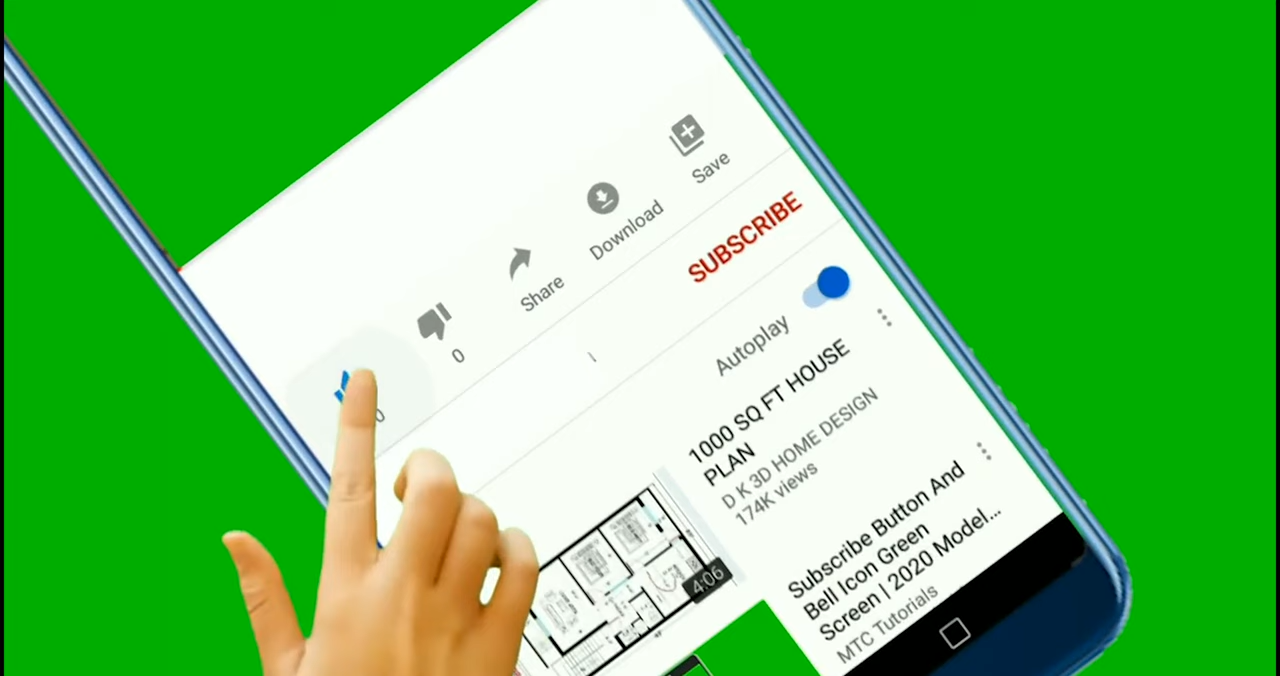 0
0
Share
Download
Save
SUBSCRIBE
Autoplay
1000 SQ FT HOUSE
PLAN
D K 3D HOME DESIGN
174K views
4:06
Subscribe Button And
Bell Icon Green
Screen | 2020 Model...
MTC Tutorials